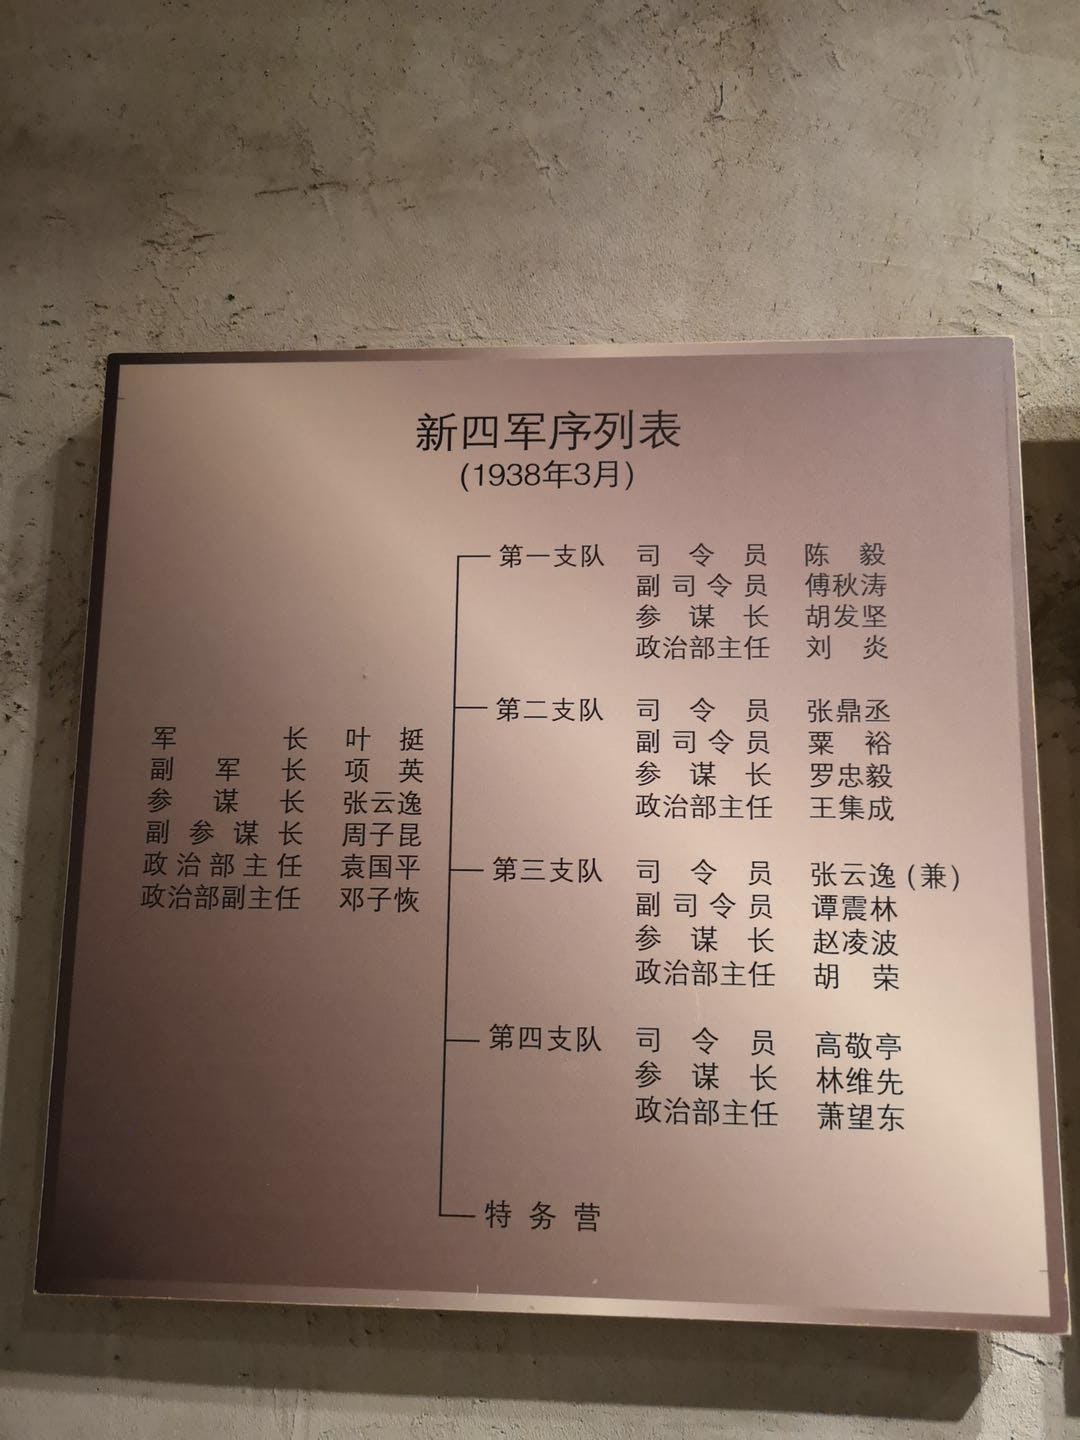 新四军序列表
(1938年3月)
军长 叶挺
副军长 项英
参谋长 张云逸
副参谋长 周子昆
政治部主任 袁国平
政治部副主任 邓子恢
第一支队 司令员 陈毅
副司令员 傅秋涛
参谋长 胡发坚
政治部主任 刘炎
第二支队 司令员 张鼎丞
副司令员 粟裕
参谋长 罗忠毅
政治部主任 王集成
第三支队 司令员 张云逸(兼)
副司令员 谭震林
参谋长 赵凌波
政治部主任 胡荣
第四支队 司令员 高敬亭
参谋长 林维先
政治部主任 萧望东
特务营